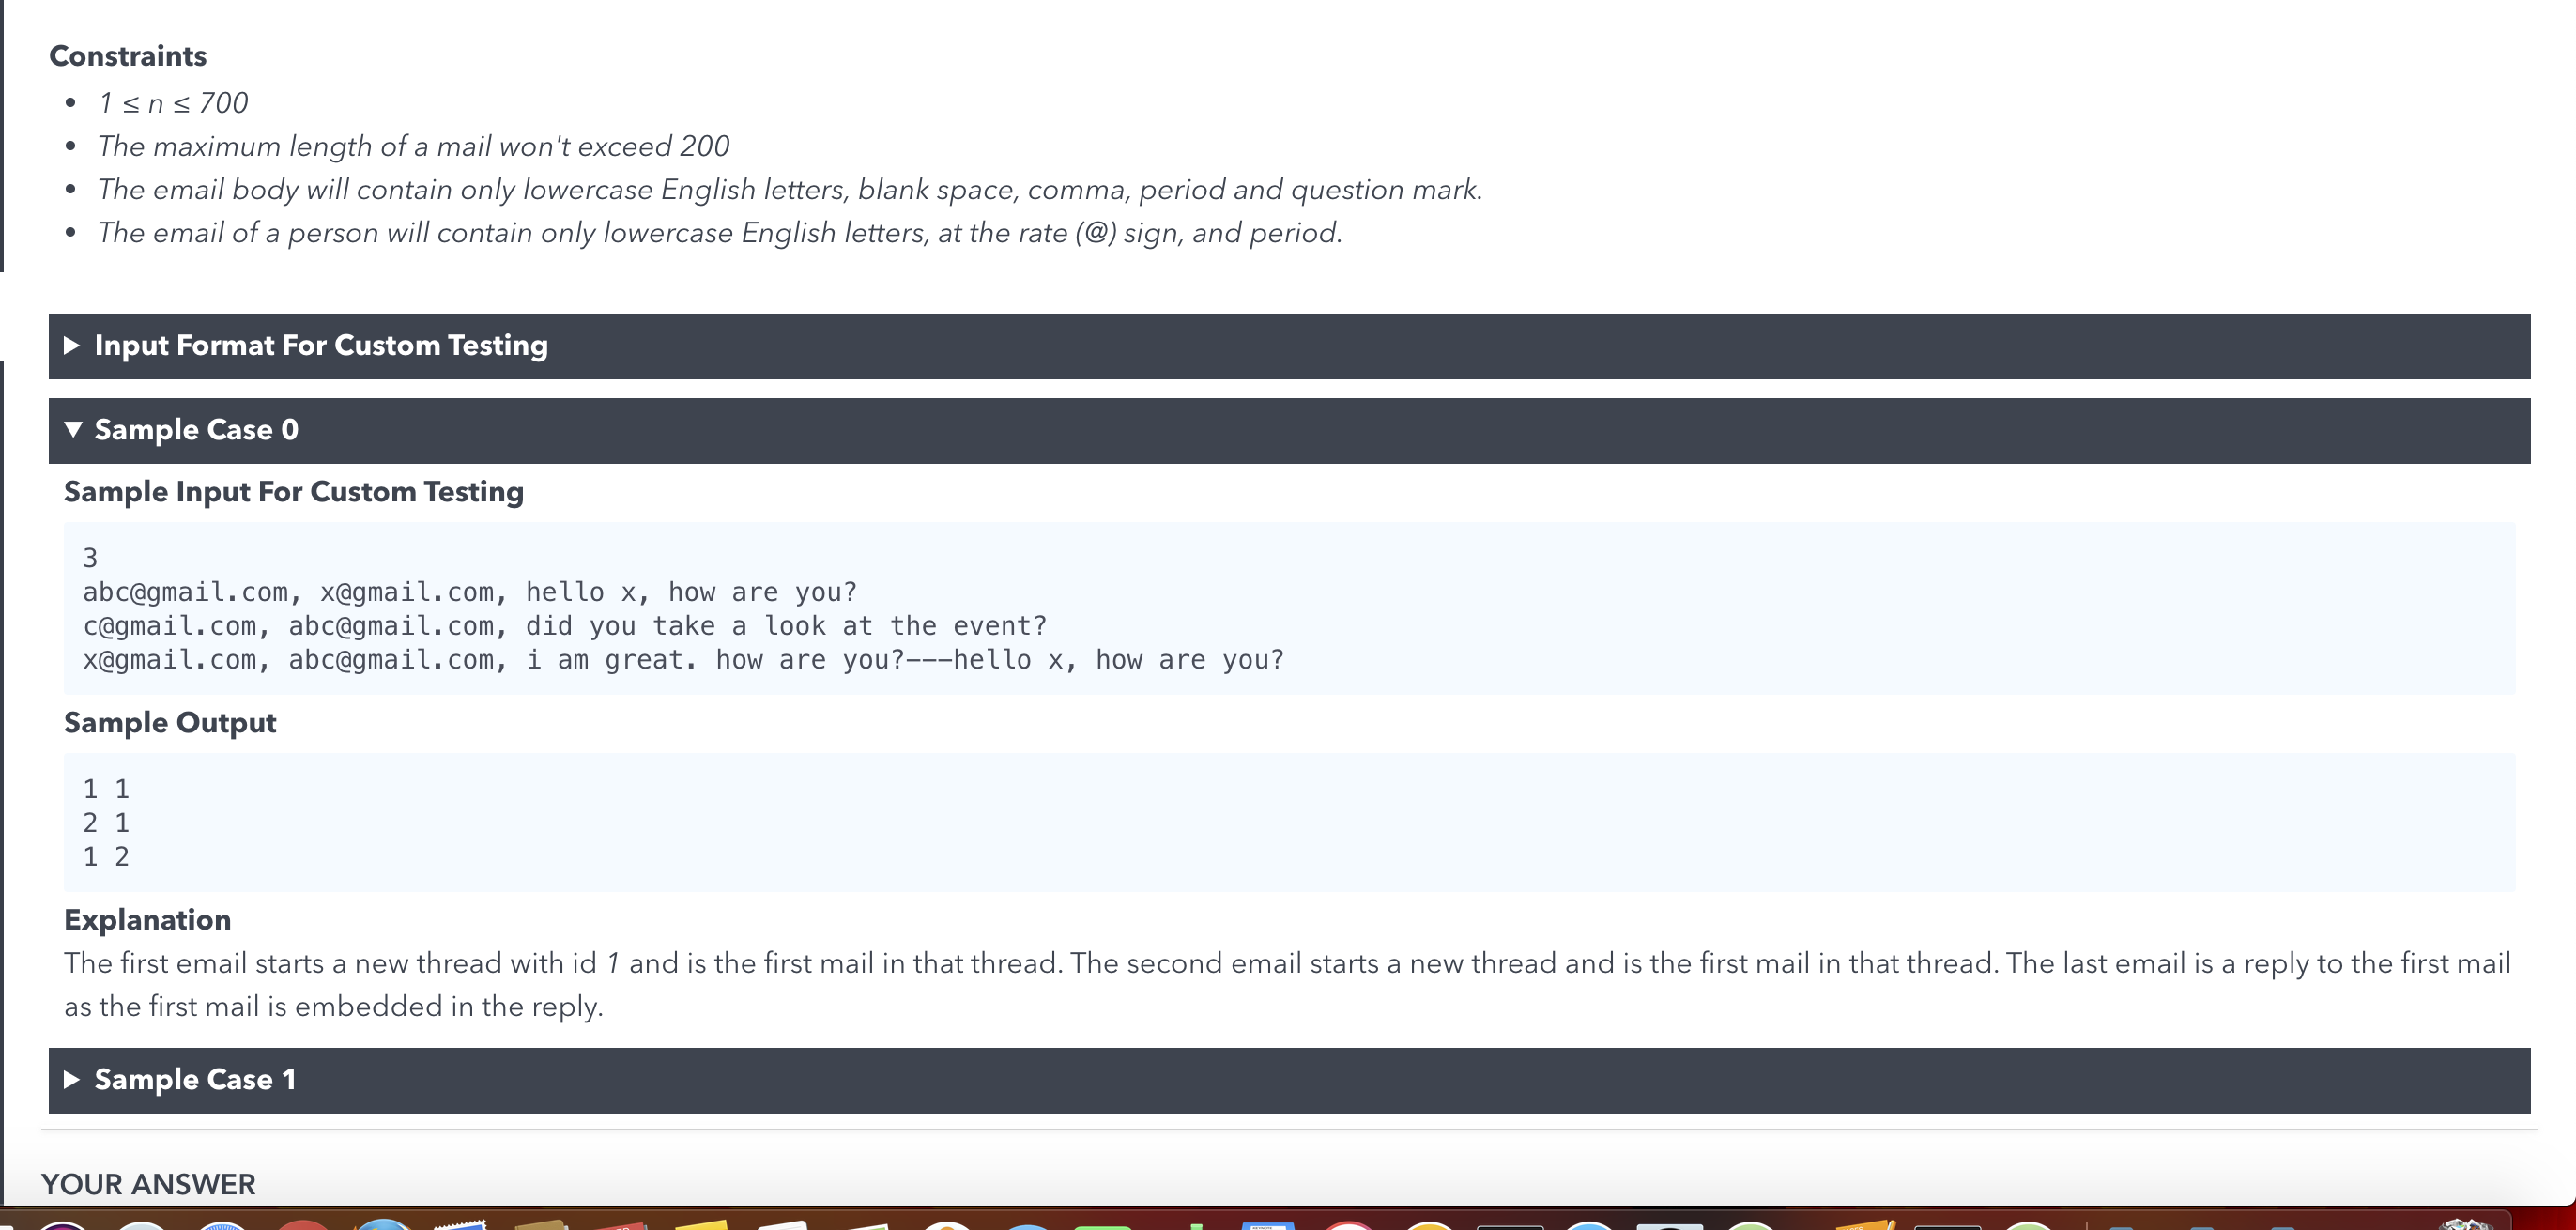 Constraints
• 1 ≤ n ≤ 700
• The maximum length of a mail won't exceed 200
• The email body will contain only lowercase English letters, blank space, comma, period and question mark.
• The email of a person will contain only lowercase English letters, at the rate (@) sign, and period.
▶ Input Format For Custom Testing
▼ Sample Case 0
Sample Input For Custom Testing
3
abc@gmail.com, x@gmail.com, hello x, how are you?
c@gmail.com, abc@gmail.com, did you take a look at the event?
x@gmail.com, abc@gmail.com, i am great. how are you?---hello x, how are you?
Sample Output
1 1
2 1
1 2
Explanation
The first email starts a new thread with id 1 and is the first mail in that thread. The second email starts a new thread and is the first mail in that thread. The last email is a reply to the first mail
as the first mail is embedded in the reply.
▶ Sample Case 1
YOUR ANSWER